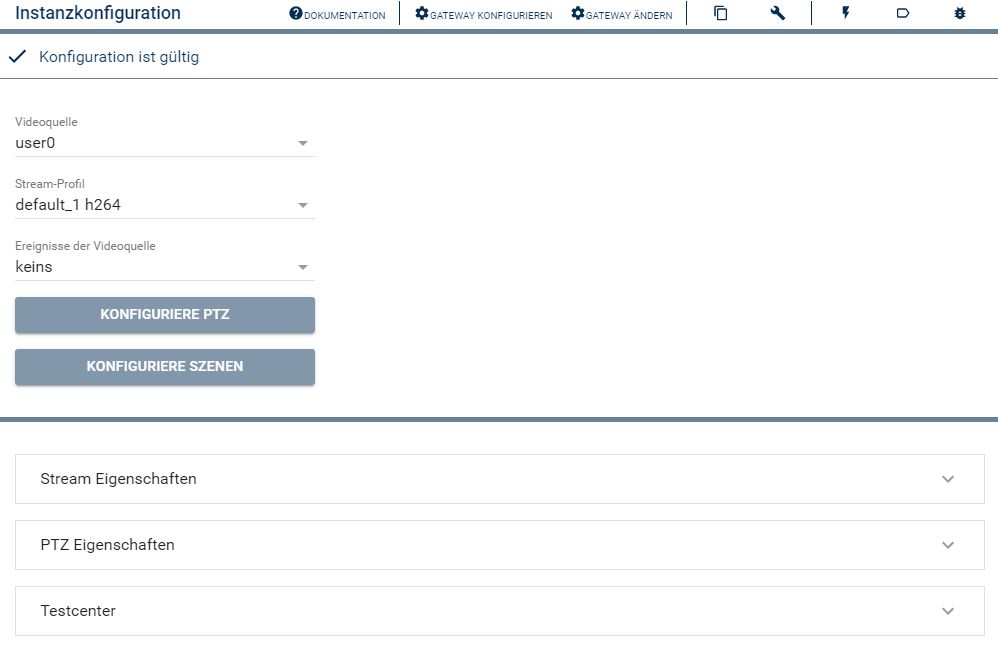 Instanzkonfiguration
DOKUMENTATION GATEWAY KONFIGURIEREN GATEWAY ÄNDERN
Konfiguration ist gültig
Videoquelle
user0
Stream-Profil
default_1 h264
Ereignisse der Videoquelle
keins
KONFIGURIERE PTZ
KONFIGURIERE SZENEN
Stream Eigenschaften
PTZ Eigenschaften
Testcenter